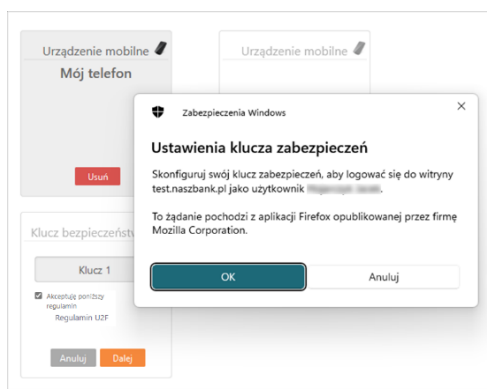 Urządzenie mobilne
Mój telefon
Usuń
Urządzenie mobilne
Zabezpieczenia Windows
Ustawienia klucza zabezpieczeń
Skonfiguruj swój klucz zabezpieczeń, aby logować się do witryny
test.naszbank.pl jako użytkownik
To żądanie pochodzi z aplikacji Firefox opublikowanej przez firmę
Mozilla Corporation.
OK
Anuluj
Klucz bezpieczeństw
Klucz 1
Akceptuję poniższy
regulamin
Regulamin U2F
Anuluj
Dalej